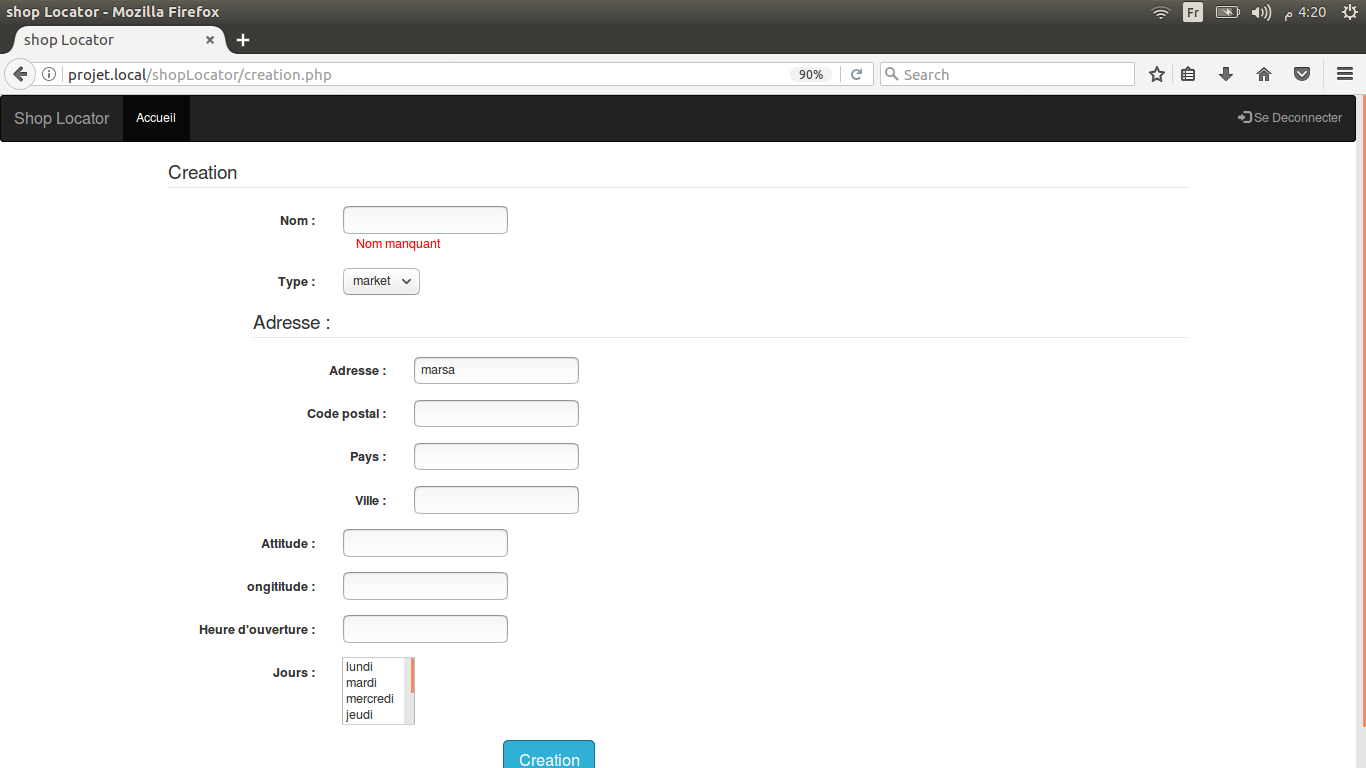 shop Locator - Mozilla Firefox
Fr
4:20 م
shop Locator
projet.local/shopLocator/creation.php
90%
Search
Shop Locator
Accueil
Se Deconnecter
Creation
Nom :
Nom manquant
Type :
market
Adresse :
Adresse :
marsa
Code postal :
Pays :
Ville :
Attitude :
ongititude :
Heure d'ouverture :
Jours :
lundi
mardi
mercredi
jeudi
Creation